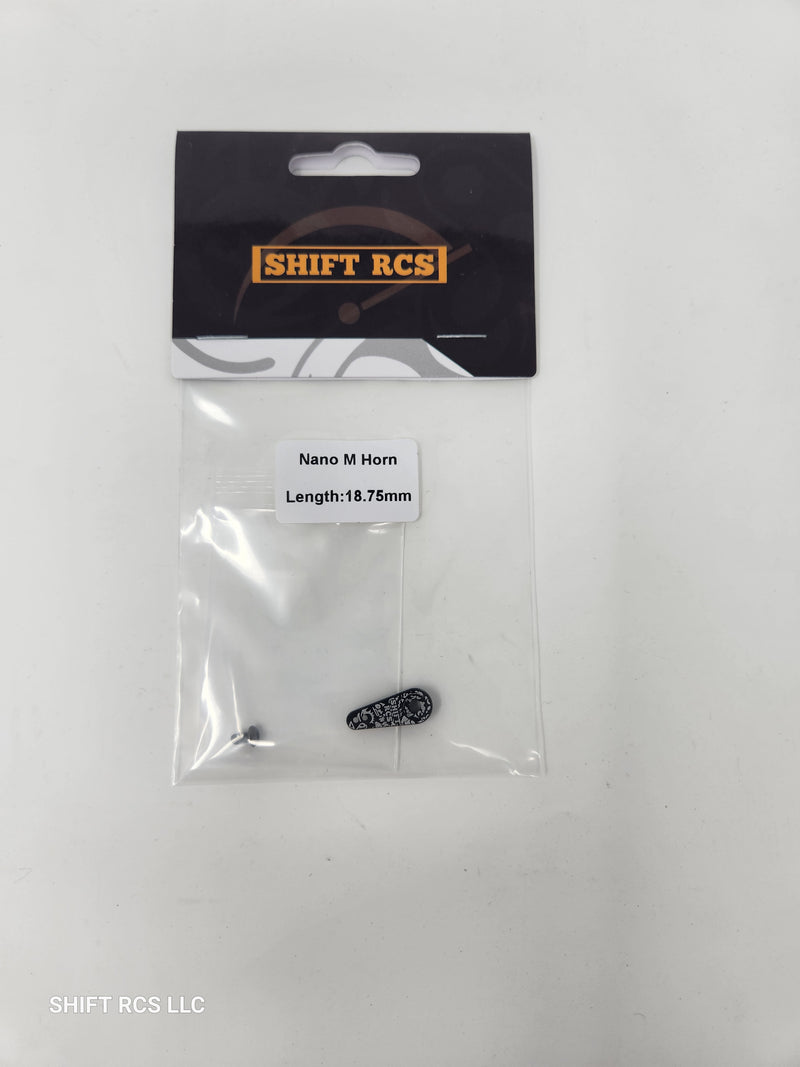 SHIFT RCS
Nano M Horn
Length:18.75mm
SHIFT RCS LLC